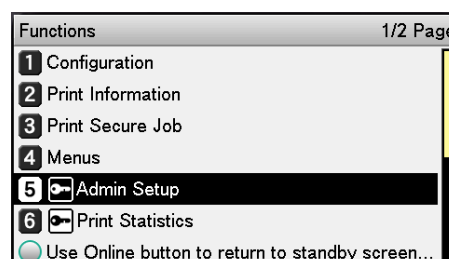 Functions 1/2 Page
1 Configuration
2 Print Information
3 Print Secure Job
4 Menus
5 Admin Setup
6 Print Statistics
Use Online button to return to standby screen...